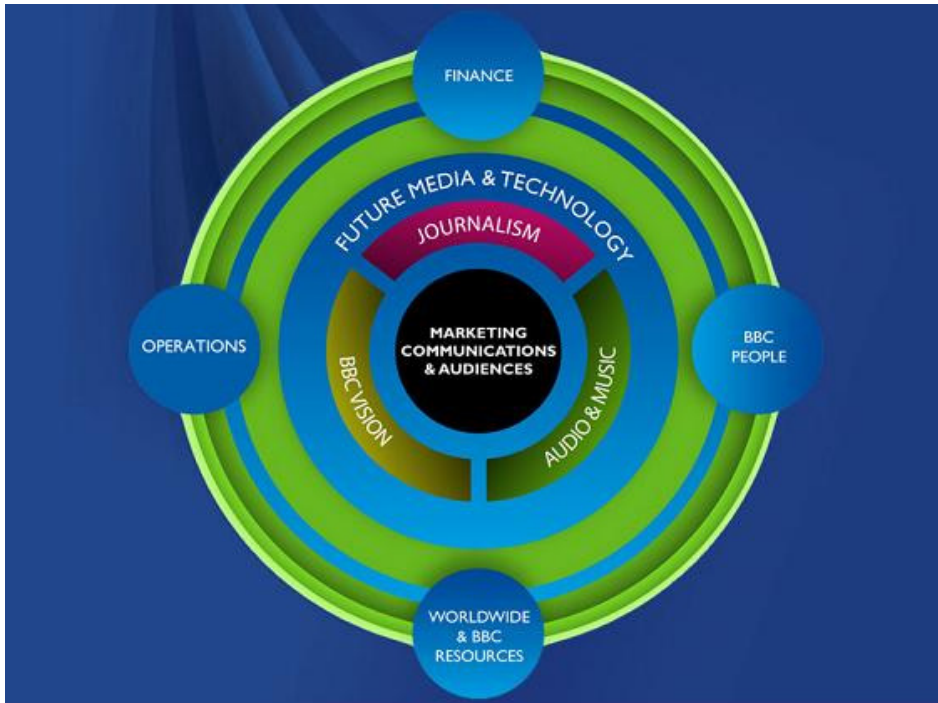 FINANCE
FUTURE MEDIA & TECHNOLOGY
JOURNALISM
OPERATIONS
MARKETING
COMMUNICATIONS
& AUDIENCES
BBC
PEOPLE
BBC VISION
AUDIO & MUSIC
WORLDWIDE
& BBC
RESOURCES